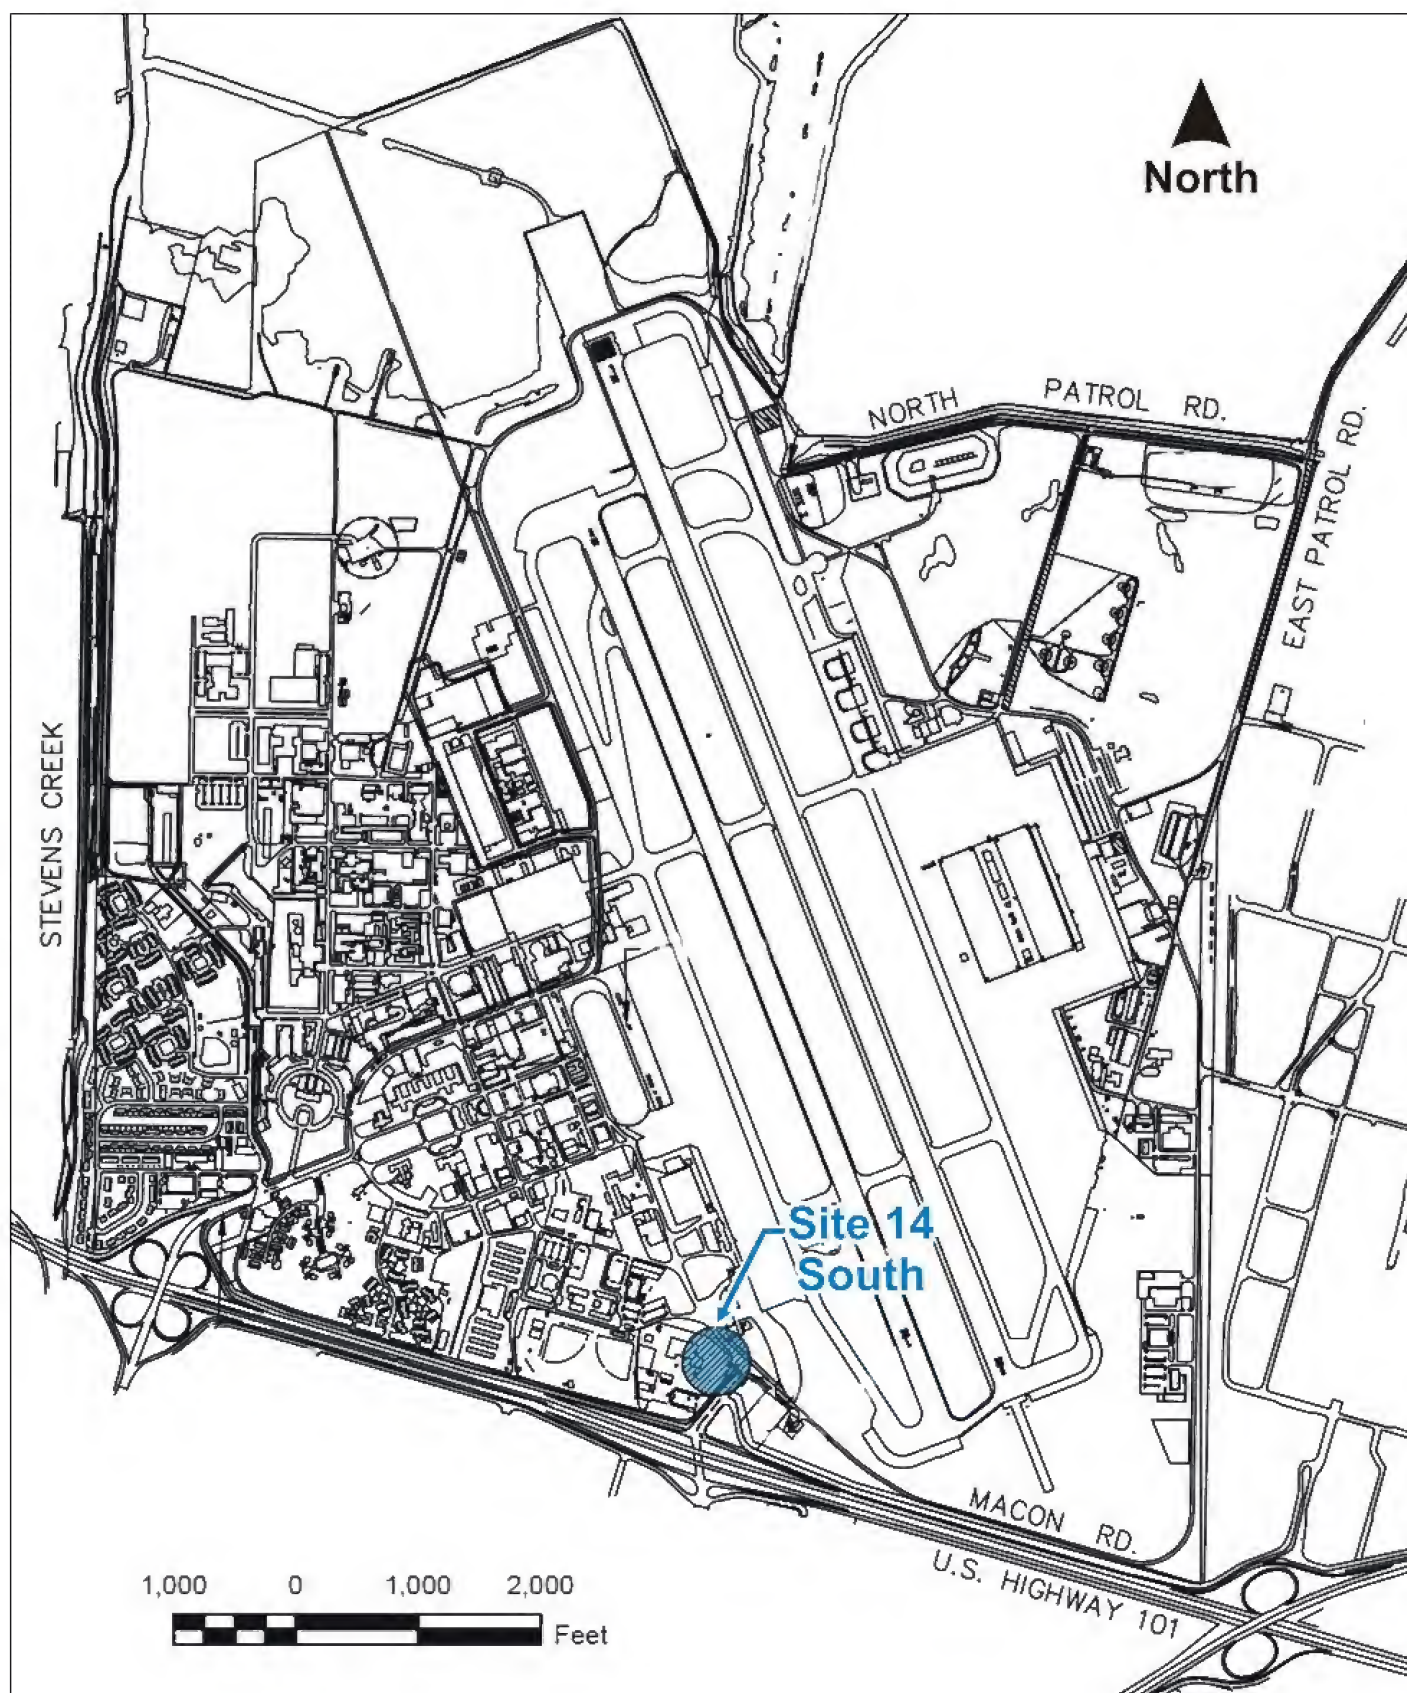 North
NORTH PATROL RD.
EAST PATROL RD.
STEVENS CREEK
Site 14
South
MACON RD.
U.S. HIGHWAY 101
1,000 0 1,000 2,000
Feet